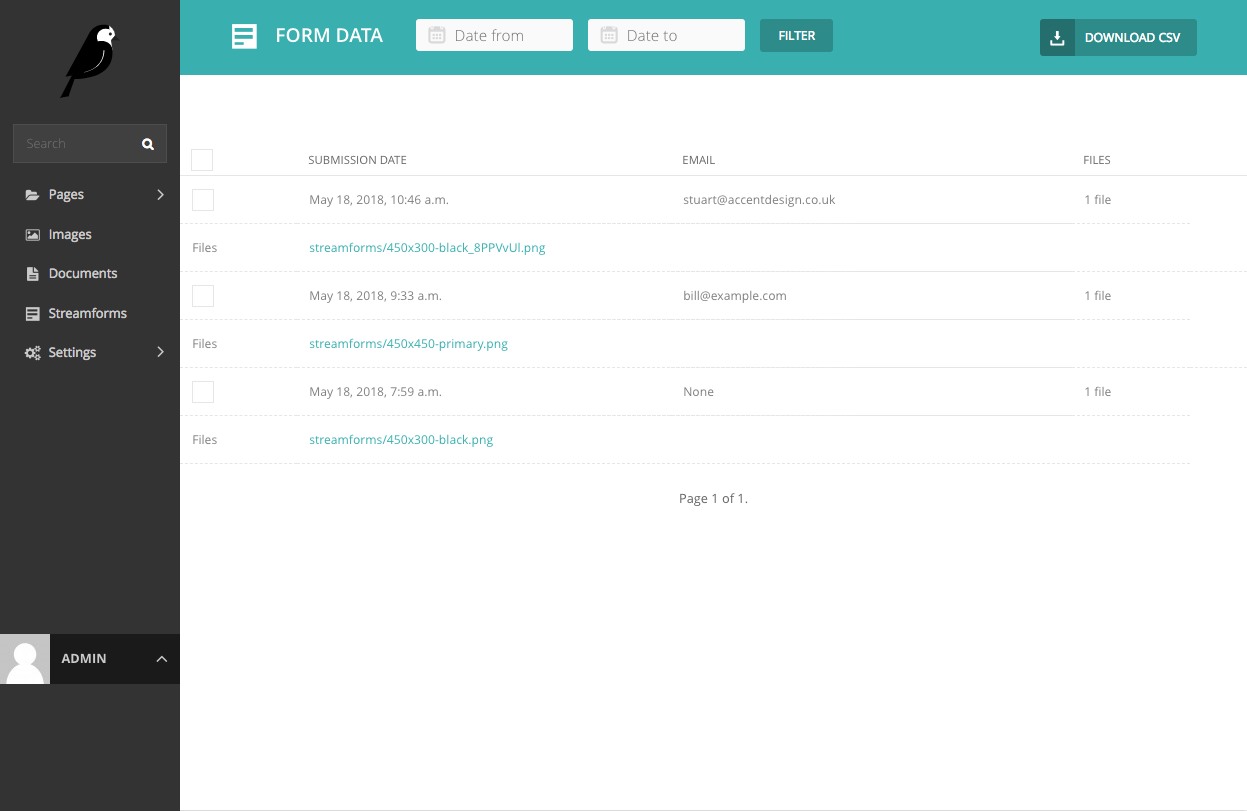 FORM DATA
Date from
Date to
FILTER
DOWNLOAD CSV
Search
Pages
Images
Documents
Streamforms
Settings
ADMIN
SUBMISSION DATE EMAIL FILES
May 18, 2018, 10:46 a.m. stuart@accentdesign.co.uk 1 file
Files streamforms/450x300-black_8PPVvUl.png
May 18, 2018, 9:33 a.m. bill@example.com 1 file
Files streamforms/450x450-primary.png
May 18, 2018, 7:59 a.m. None 1 file
Files streamforms/450x300-black.png
Page 1 of 1.